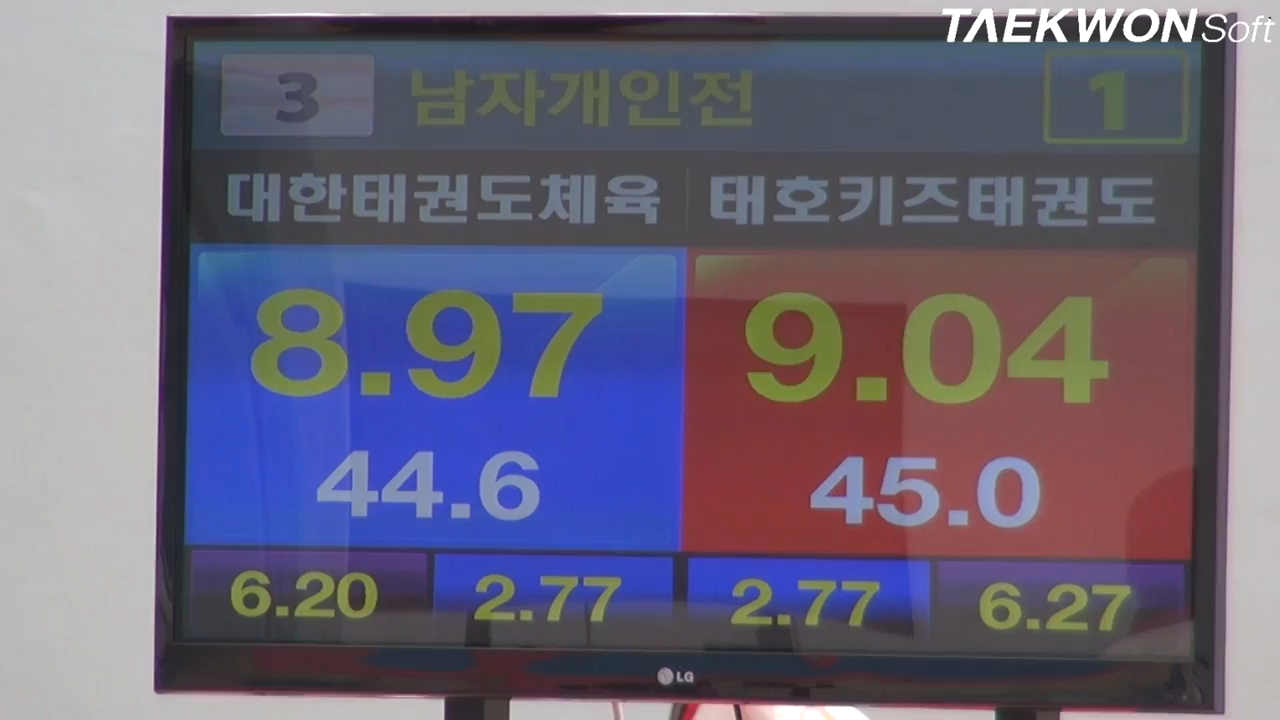 TAEKWON Soft
3 남자개인전 1
대한태권도체육 태호키즈태권도
8.97 9.04
44.6 45.0
6.20 2.77 2.77 6.27
LG